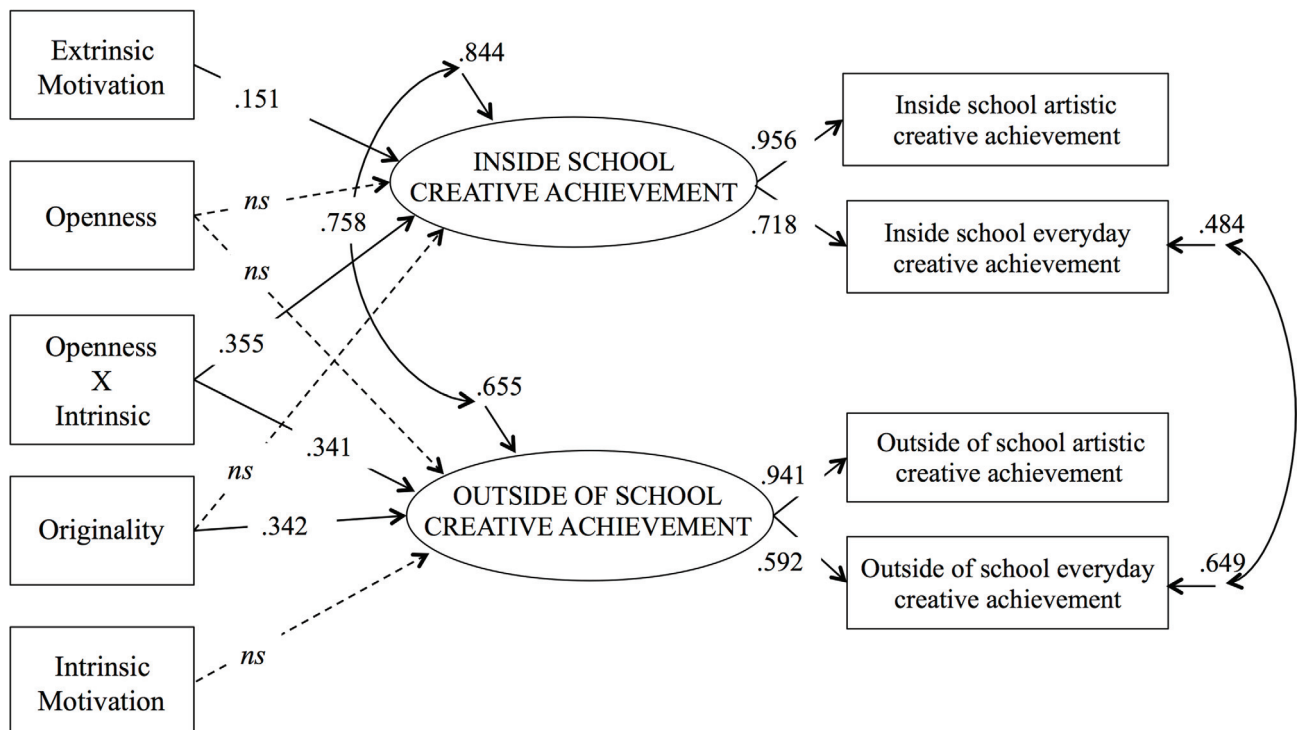 Extrinsic
Motivation
.151
Openness
ns
ns
Openness
X
Intrinsic
.355
.341
Originality
ns
.342
Intrinsic
Motivation
ns
.844
.758
.655
INSIDE SCHOOL
CREATIVE ACHIEVEMENT
OUTSIDE OF SCHOOL
CREATIVE ACHIEVEMENT
.956
.718
.941
.592
Inside school artistic
creative achievement
Inside school everyday
creative achievement
.484
Outside of school artistic
creative achievement
Outside of school everyday
creative achievement
.649